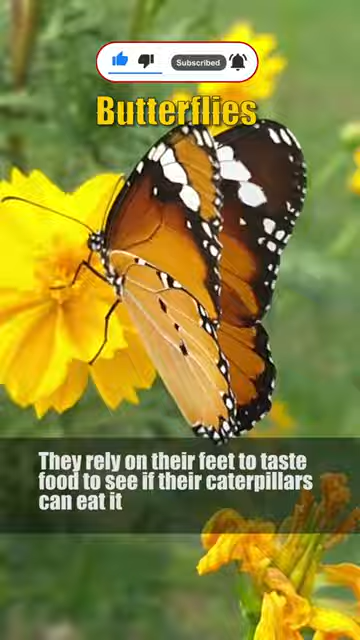 Subscribed
Butterflies
They rely on their feet to taste
food to see if their caterpillars
can eat it